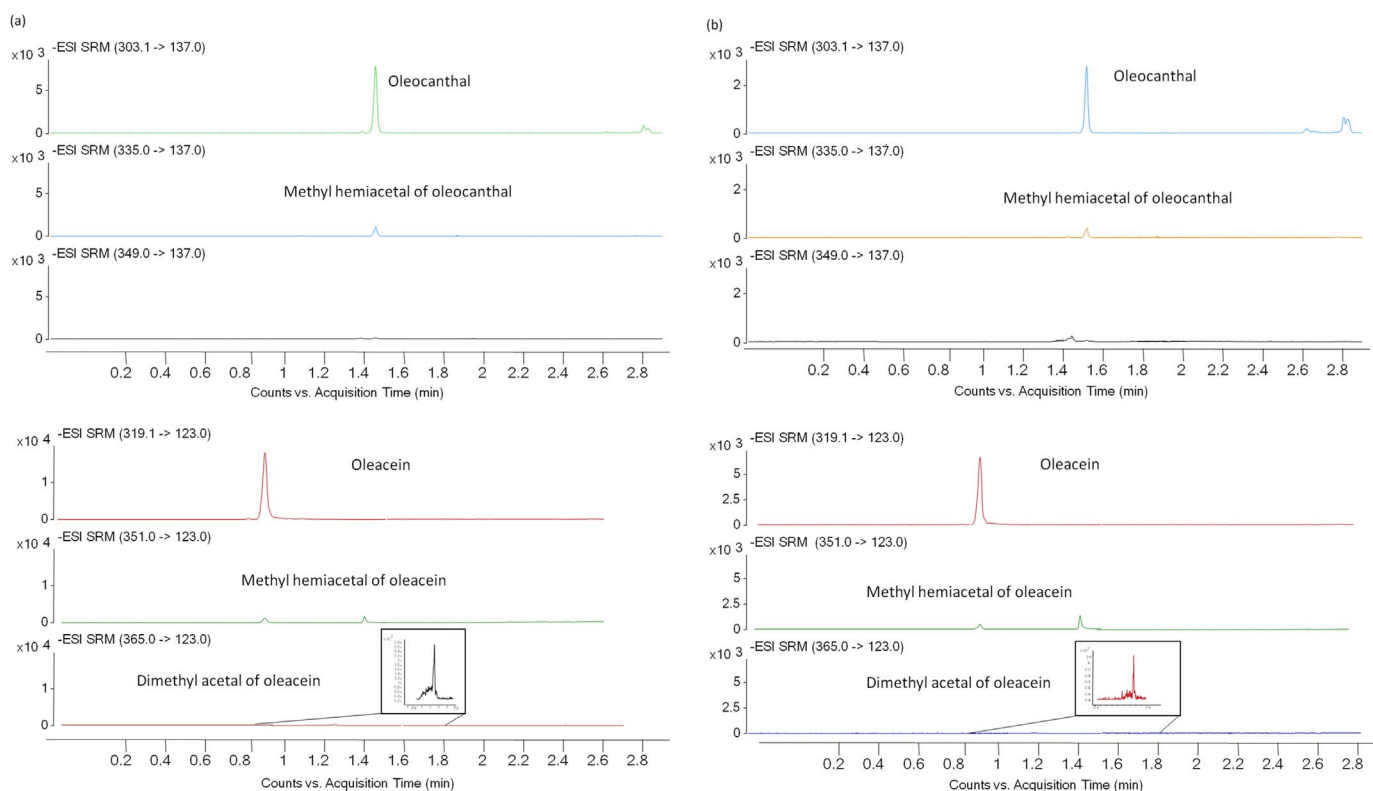 (a)
x10 3 -ESI SRM (303.1 -> 137.0)
Oleocanthal
5
0
x10 3 -ESI SRM (335.0 -> 137.0)
Methyl hemiacetal of oleocanthal
5
0
x10 3 -ESI SRM (349.0 -> 137.0)
5
0
0.2 0.4 0.6 0.8 1 1.2 1.4 1.6 1.8 2 2.2 2.4 2.6 2.8
Counts vs. Acquisition Time (min)
x10 4 -ESI SRM (319.1 -> 123.0)
Oleacein
1
0
x10 4 -ESI SRM (351.0 -> 123.0)
Methyl hemiacetal of oleacein
1
0
x10 4 -ESI SRM (365.0 -> 123.0)
Dimethyl acetal of oleacein
1
0
0.2 0.4 0.6 0.8 1 1.2 1.4 1.6 1.8 2 2.2 2.4 2.6 2.8
Counts vs. Acquisition Time (min)
(b)
x10 3 -ESI SRM (303.1 -> 137.0)
Oleocanthal
2
0
x10 3 -ESI SRM (335.0 -> 137.0)
Methyl hemiacetal of oleocanthal
2
0
x10 3 -ESI SRM (349.0 -> 137.0)
2
0
0.2 0.4 0.6 0.8 1 1.2 1.4 1.6 1.8 2 2.2 2.4 2.6 2.8
Counts vs. Acquisition Time (min)
x10 3 -ESI SRM (319.1 -> 123.0)
Oleacein
5
2.5
0
x10 3 -ESI SRM (351.0 -> 123.0)
Methyl hemiacetal of oleacein
5
2.5
0
x10 3 -ESI SRM (365.0 -> 123.0)
Dimethyl acetal of oleacein
5
2.5
0
0.2 0.4 0.6 0.8 1 1.2 1.4 1.6 1.8 2 2.2 2.4 2.6 2.8
Counts vs. Acquisition Time (min)